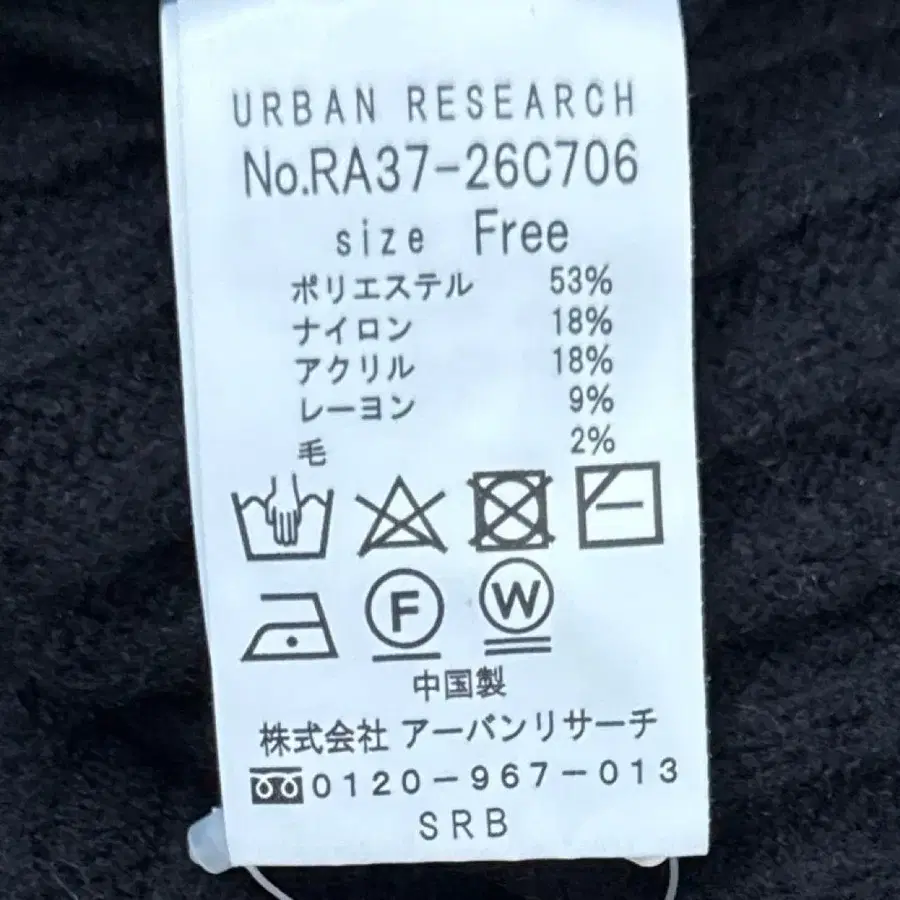 URBAN RESEARCH
No.RA37-26C706
size Free
ポリエステル 53%
ナイロン 18%
アクリル 18%
レーヨン 9%
毛 2%
F W
中国製
株式会社 アーバンリサーチ
0120-967-013
SRB